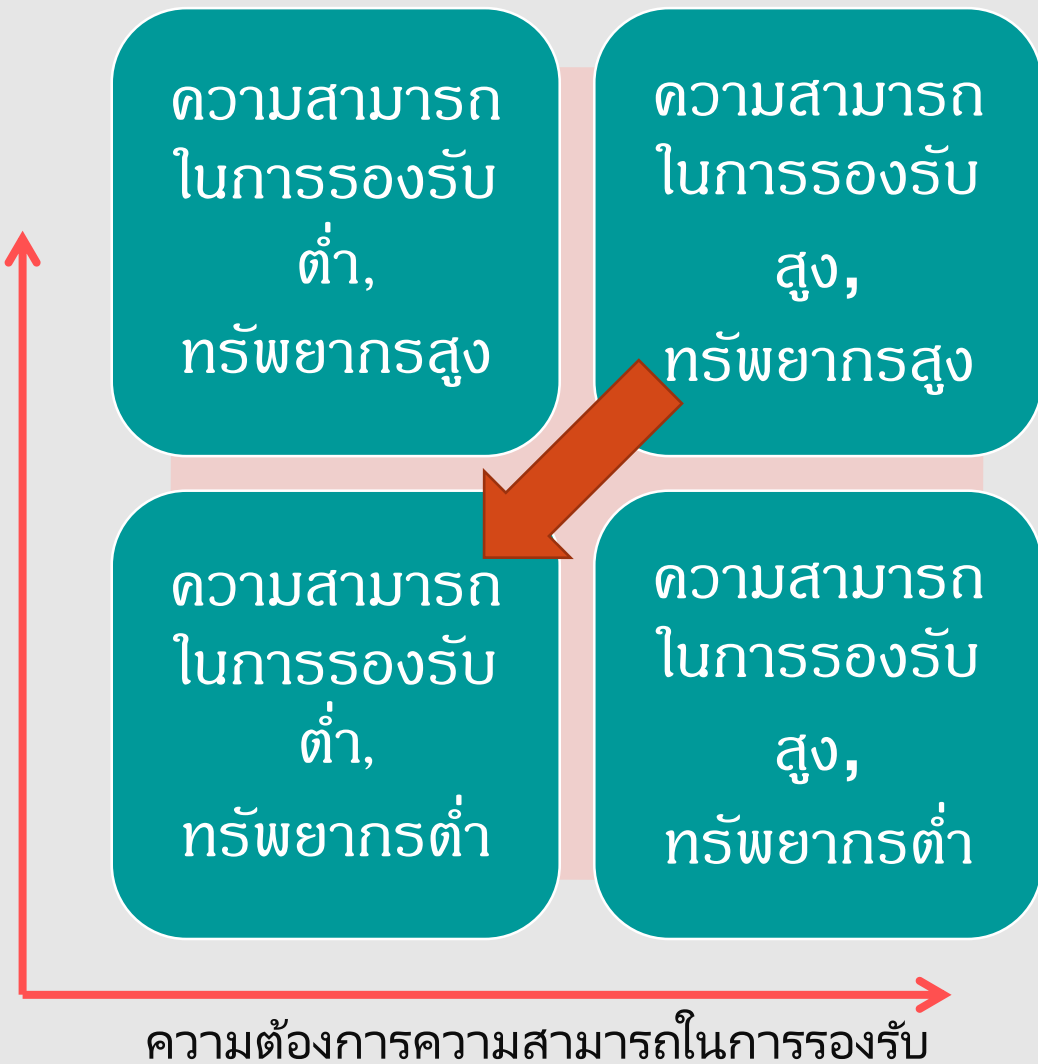 ความสามารถ
ในการรองรับ
ต่ำ,
ทรัพยากรสูง
ความสามารถ
ในการรองรับ
สูง,
ทรัพยากรสูง
ความสามารถ
ในการรองรับ
ต่ำ,
ทรัพยากรต่ำ
ความสามารถ
ในการรองรับ
สูง,
ทรัพยากรต่ำ
ความต้องการความสามารถในการรองรับ